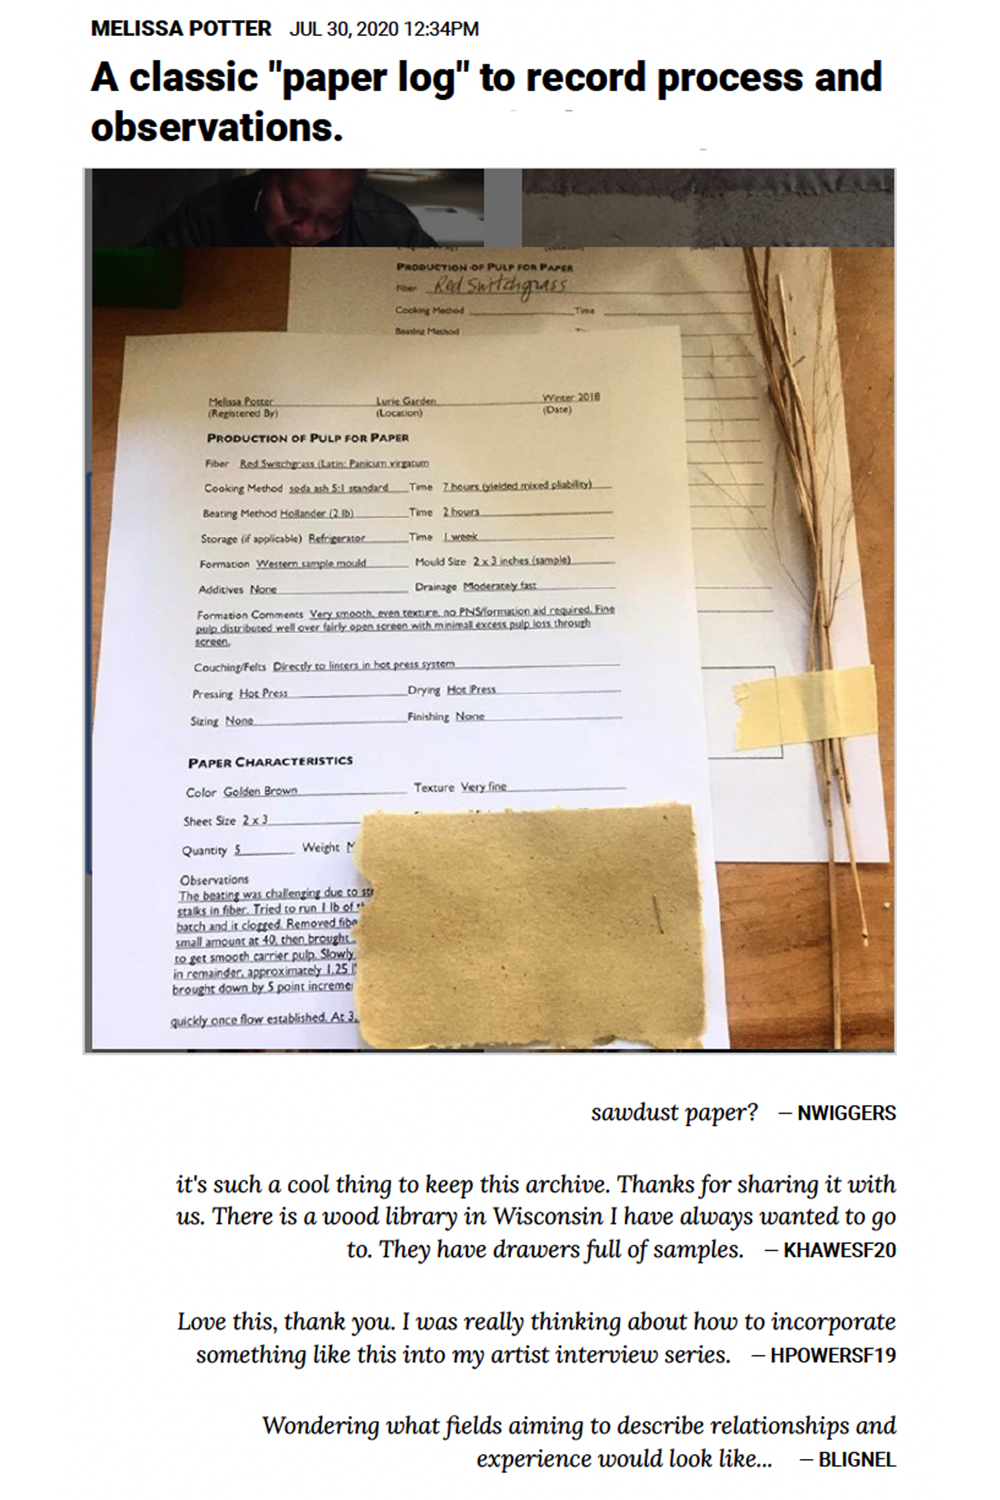 MELISSA POTTER JUL 30, 2020 12:34PM
A classic "paper log" to record process and
observations.
PRODUCTION OF PULP FOR PAPER
Fiber Red Switchgrass
Cooking Method Time
Beating Method
Melissa Potter Lurie Garden Winter 2018
(Registered By) (Location) (Date)
PRODUCTION OF PULP FOR PAPER
Fiber Red Switchgrass (Latin: Panicum virgatum
Cooking Method soda ash 5:1 standard Time 7 hours (yielded mixed pliability)
Beating Method Hollander (2 lb) Time 2 hours
Storage (if applicable) Refrigerator Time 1 week
Formation Western sample mould Mould Size 2 x 3 inches (sample)
Additives None Drainage Moderately fast
Formation Comments Very smooth, even texture, no PNS/formation aid required. Fine
pulp distributed well over fairly open screen with minimal excess pulp loss through
screen.
Couching/Felts Directly to linters in hot press system
Pressing Hot Press Drying Hot Press
Sizing None Finishing None
PAPER CHARACTERISTICS
Color Golden Brown Texture Very fine
Sheet Size 2 x 3
Quantity 5 Weight
Observations
The beating was challenging due to
stalks in fiber. Tried to run 1 lb of
batch and it clogged. Removed
small amount at 40, then brought
to get smooth carrier pulp. Slowly
in remainder, approximately 1.25
brought down by 5 point
quickly once flow established. At 3.
sawdust paper? – NWIGGERS
it's such a cool thing to keep this archive. Thanks for sharing it with
us. There is a wood library in Wisconsin I have always wanted to go
to. They have drawers full of samples. – KHAWESF20
Love this, thank you. I was really thinking about how to incorporate
something like this into my artist interview series. – HPOWERSF19
Wondering what fields aiming to describe relationships and
experience would look like... – BLIGNEL